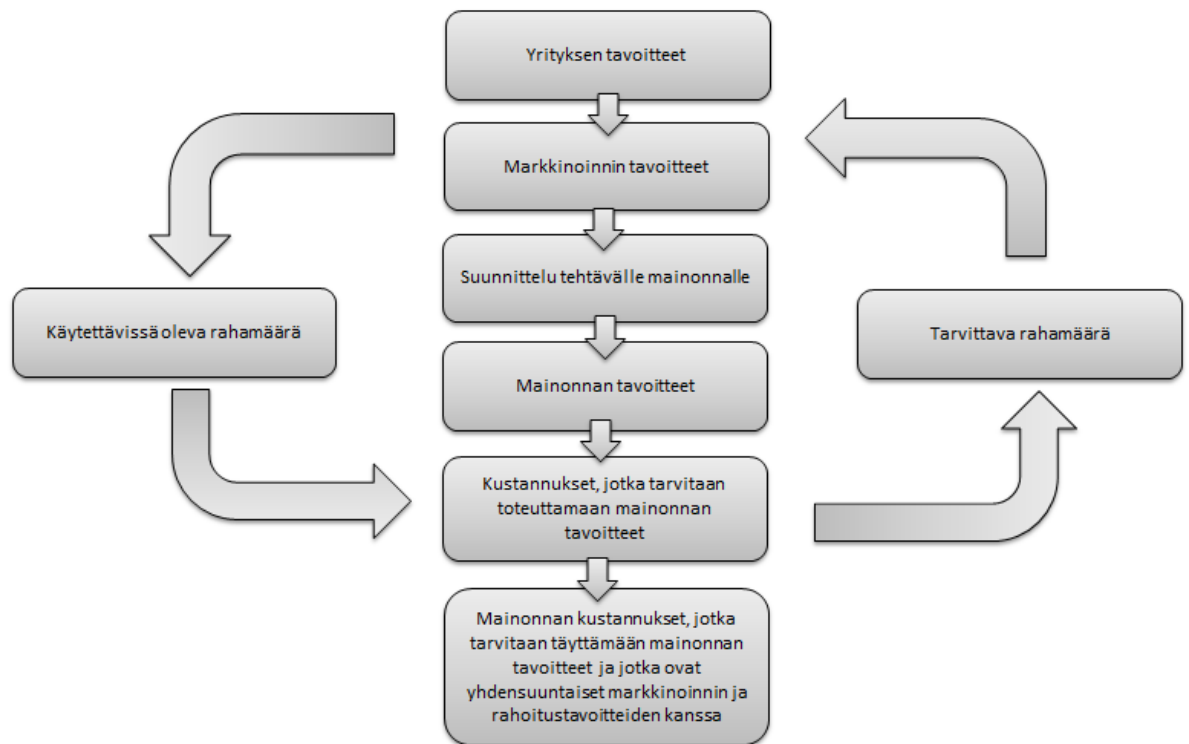 Yrityksen tavoitteet
Markkinoinnin tavoitteet
Suunnittelu tehtävälle mainonnalle
Käytettävissä oleva rahamäärä
Tarvittava rahamäärä
Mainonnan tavoitteet
Kustannukset, jotka tarvitaan
toteuttamaan mainonnan
tavoitteet
Mainonnan kustannukset, jotka
tarvitaan täyttämään mainonnan
tavoitteet ja jotka ovat
yhdensuuntaiset markkinoinnin ja
rahoitustavoitteiden kanssa